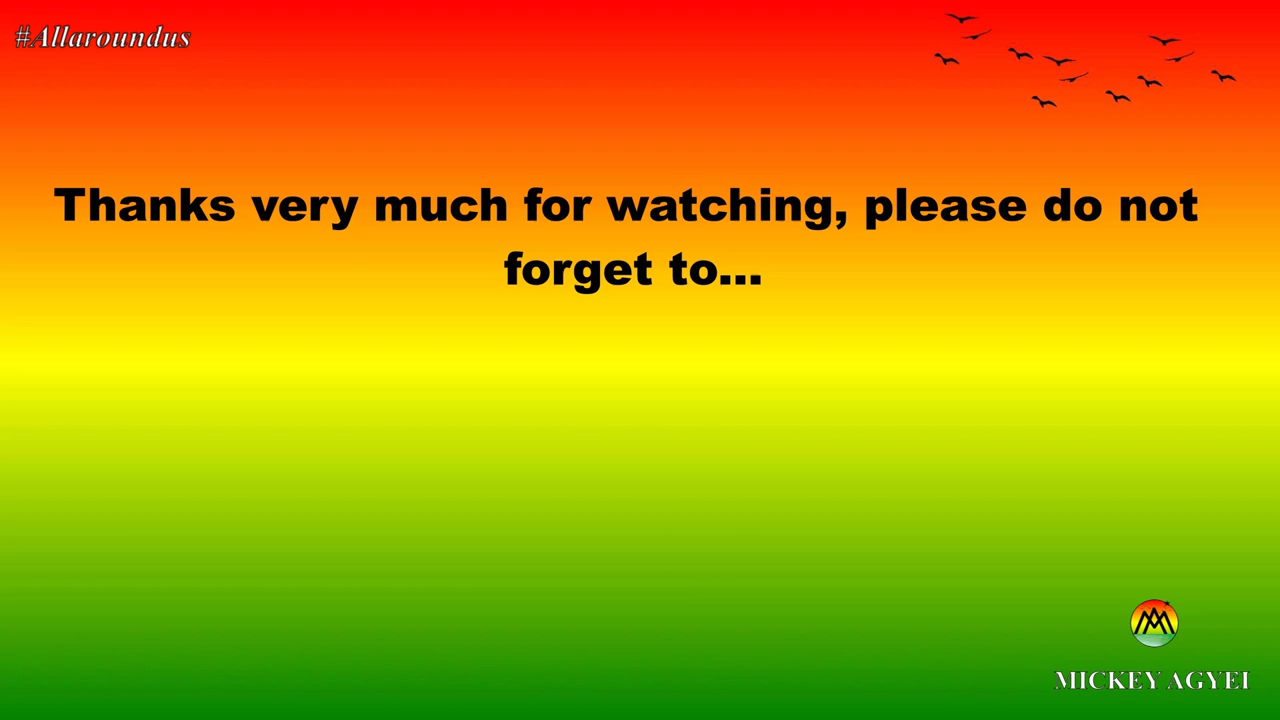 #Allaroundus
Thanks very much for watching, please do not
forget to...
MICKEY AGYEI